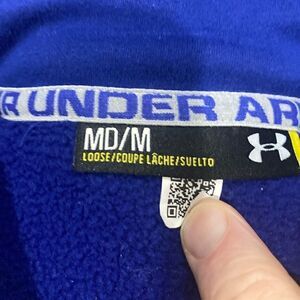 R UNDER AR
MD/M
LOOSE/COUPE LÂCHE/SUELTO